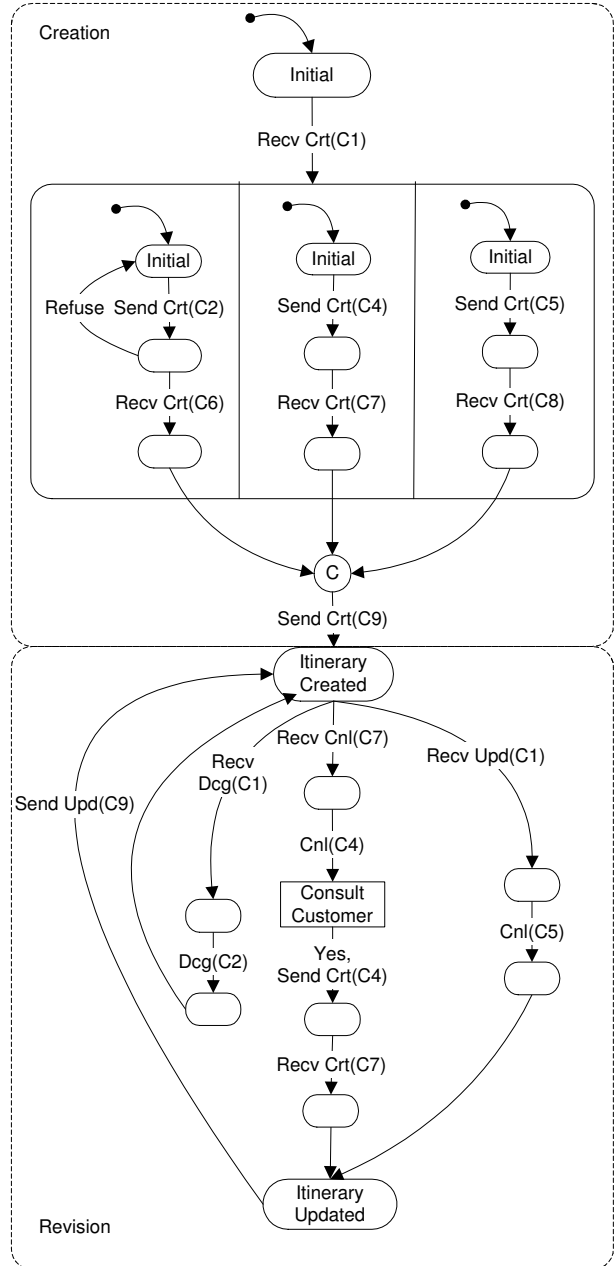 Creation
Initial
Recv Crt(C1)
Initial
Initial
Initial
Refuse
Send Crt(C2)
Send Crt(C4)
Send Crt(C5)
Recv Crt(C6)
Recv Crt(C7)
Recv Crt(C8)
C
Send Crt(C9)
Itinerary
Created
Recv Cnl(C7)
Recv
Dcg(C1)
Recv Upd(C1)
Send Upd(C9)
Cnl(C4)
Consult
Customer
Cnl(C5)
Yes,
Send Crt(C4)
Dcg(C2)
Recv Crt(C7)
Itinerary
Updated
Revision